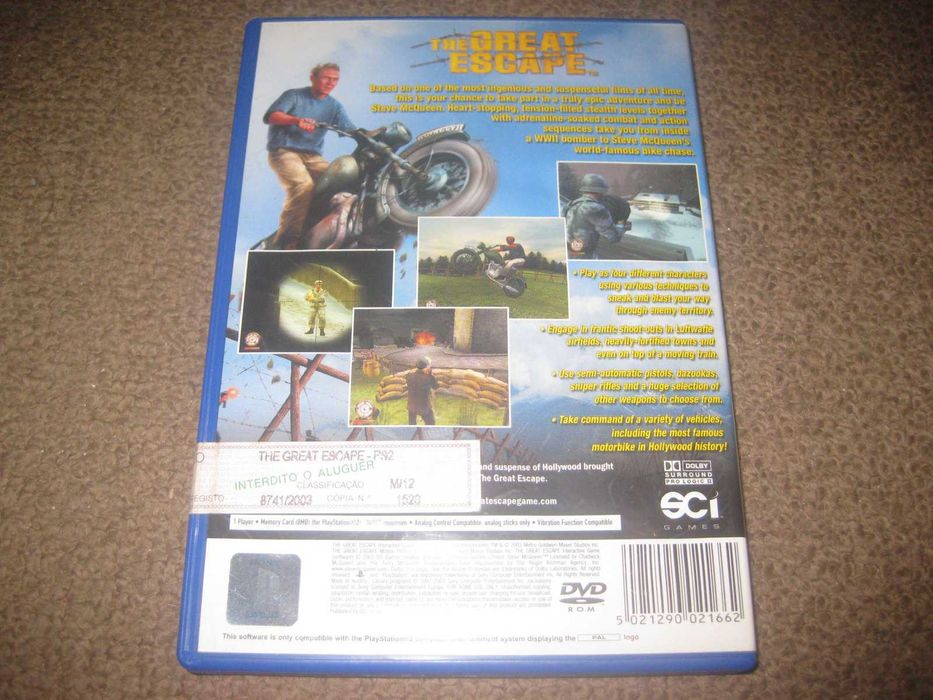 THE GREAT
ESCAPE™
Based on one of the most ingenious and suspenseful films of all time,
this is your chance to take part in a truly epic adventure and be
Steve McQueen. Heart-stopping, tension-filled stealth levels together
with adrenaline-soaked combat and action
sequences take you from inside
a WWII bomber to Steve McQueen's
world-famous bike chase.
• Play as four different characters
using various techniques to
sneak and blast your way
through enemy territory.
• Engage in frantic shoot-outs in Luftwaffe
airfields, heavily-fortified towns and
even on top of a moving train.
• Use semi-automatic pistols, bazookas,
sniper rifles and a huge selection of
other weapons to choose from.
• Take command of a variety of vehicles,
including the most famous
motorbike in Hollywood history!
THE GREAT ESCAPE - PS2
INTERDITO O ALUGUER
CLASSIFICAÇÃO M/12
REGISTO 8741/2003 CÓPIA N.º 1523
and suspense of Hollywood brought
The Great Escape.
atescapegame.com
DOLBY
SURROUND
PRO LOGIC II
SCi
GAMES
1 Player • Memory Card (8MB) (for PlayStation®2) • Analog Control Compatible: analog sticks only • Vibration Function Compatible
DVD
ROM
5 021290 021662
This software is only compatible with the PlayStation®2 displaying the PAL logo